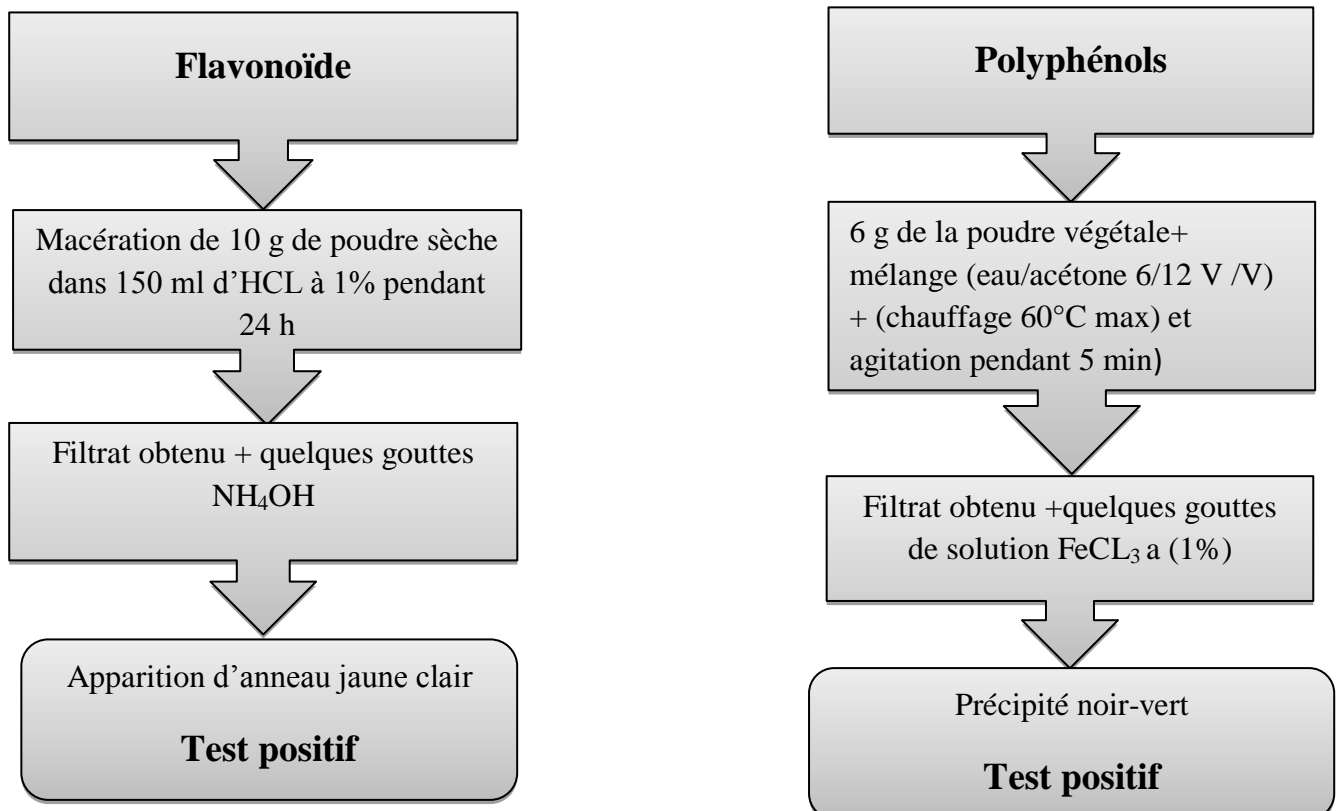 Flavonoïde
Macération de 10 g de poudre sèche
dans 150 ml d’HCL à 1% pendant
24 h
Filtrat obtenu + quelques gouttes
NH₄OH
Apparition d’anneau jaune clair
Test positif
Polyphénols
6 g de la poudre végétale+
mélange (eau/acétone 6/12 V /V)
+ (chauffage 60°C max) et
agitation pendant 5 min)
Filtrat obtenu +quelques gouttes
de solution FeCL₃ a (1%)
Précipité noir-vert
Test positif